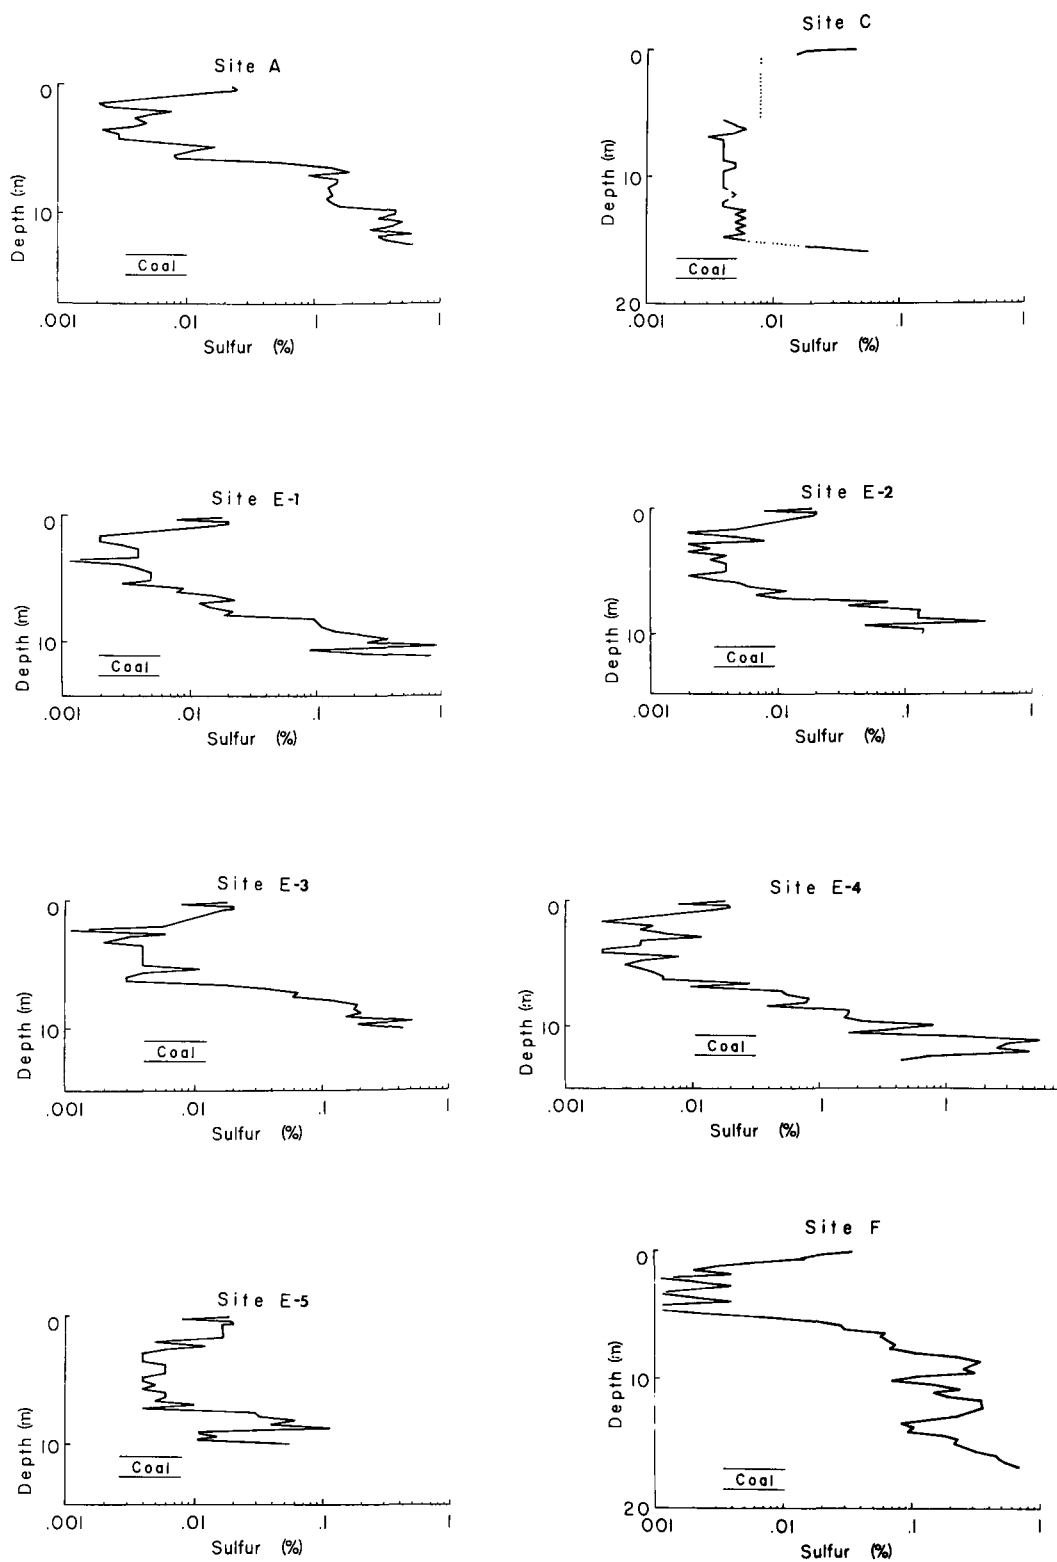 Site A
0
10
Depth (m)
Coal
.001
.01
.1
1
Sulfur (%)
Site C
0
10
20
Depth (m)
Coal
.001
.01
.1
1
Sulfur (%)
Site E-1
0
10
Depth (m)
Coal
.001
.01
.1
1
Sulfur (%)
Site E-2
0
10
Depth (m)
Coal
.001
.01
.1
1
Sulfur (%)
Site E-3
0
10
Depth (m)
Coal
.001
.01
.1
1
Sulfur (%)
Site E-4
0
10
Depth (m)
Coal
.001
.01
1
1
Sulfur (%)
Site E-5
0
10
Depth (m)
Coal
.001
.01
.1
1
Sulfur (%)
Site F
0
10
20
Depth (m)
Coal
001
.01
.1
1
Sulfur (%)